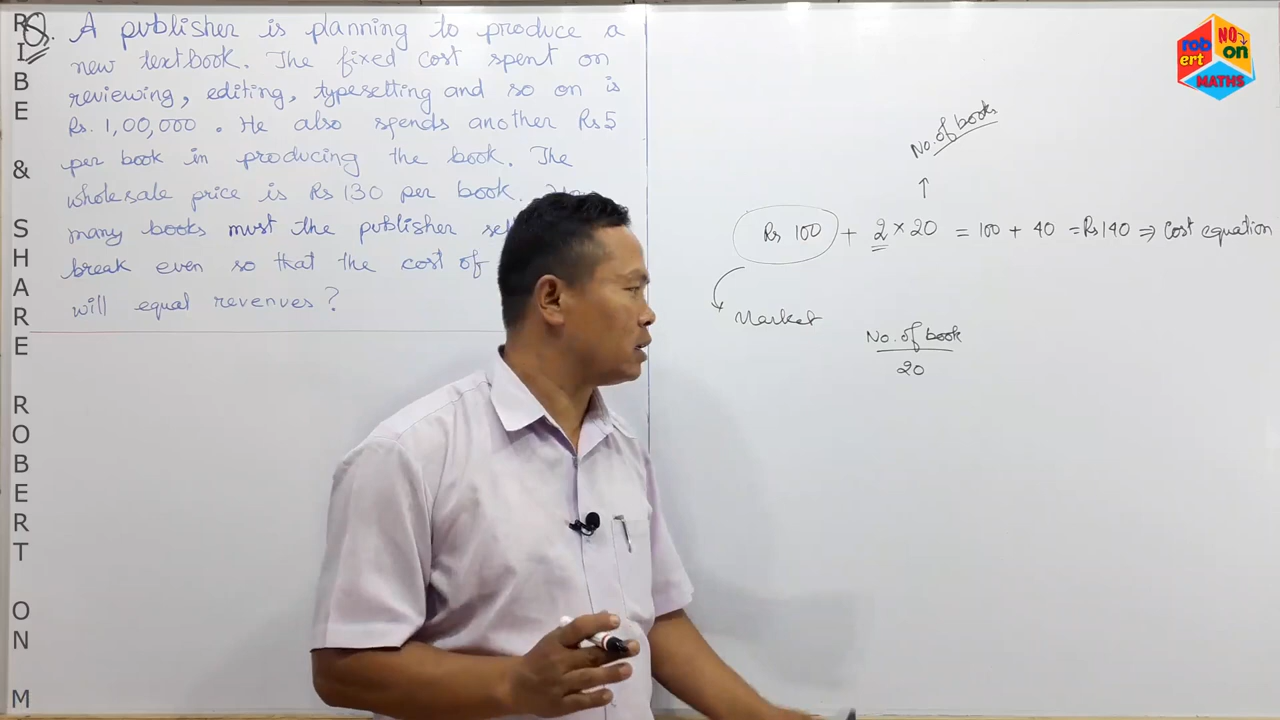 Q. A publisher is planning to produce a
new textbook. The fixed cost spent on
reviewing, editing, typesetting and so on is
Rs. 1,00,000. He also spends another Rs 5
per book in producing the book. The
wholesale price is Rs 130 per book.
many books must the publisher
break even so that the cost of
will equal revenues?
No. of books
↑
Rs 100 + 2 × 20 = 100 + 40 = Rs 140 ⇒ Cost equation
Market
No. of book
20
robert NO on
MATHS
R
I
B
E
&
S
H
A
R
E
R
O
B
E
R
T
O
N
M